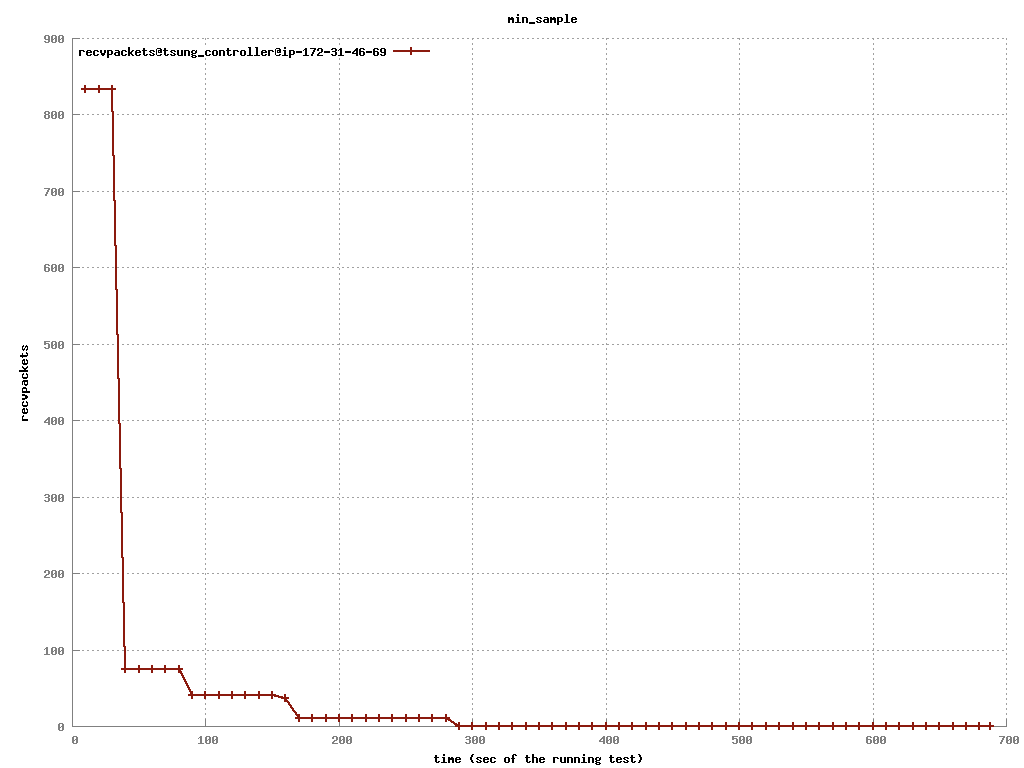 min_sample
recvpackets@tsung_controller@ip-172-31-46-69
900
800
700
600
500
400
300
200
100
0
recvpackets
0 100 200 300 400 500 600 700
time (sec of the running test)